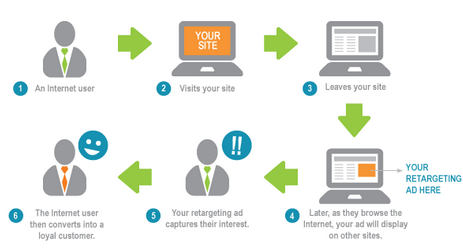 YOUR
SITE
1 An Internet user
2 Visits your site
3 Leaves your site
YOUR
RETARGETING
AD HERE
4 Later, as they browse the
Internet, your ad will display
on other sites.
!!
5 Your retargeting ad
captures their interest.
6 The Internet user
then converts into a
loyal customer.